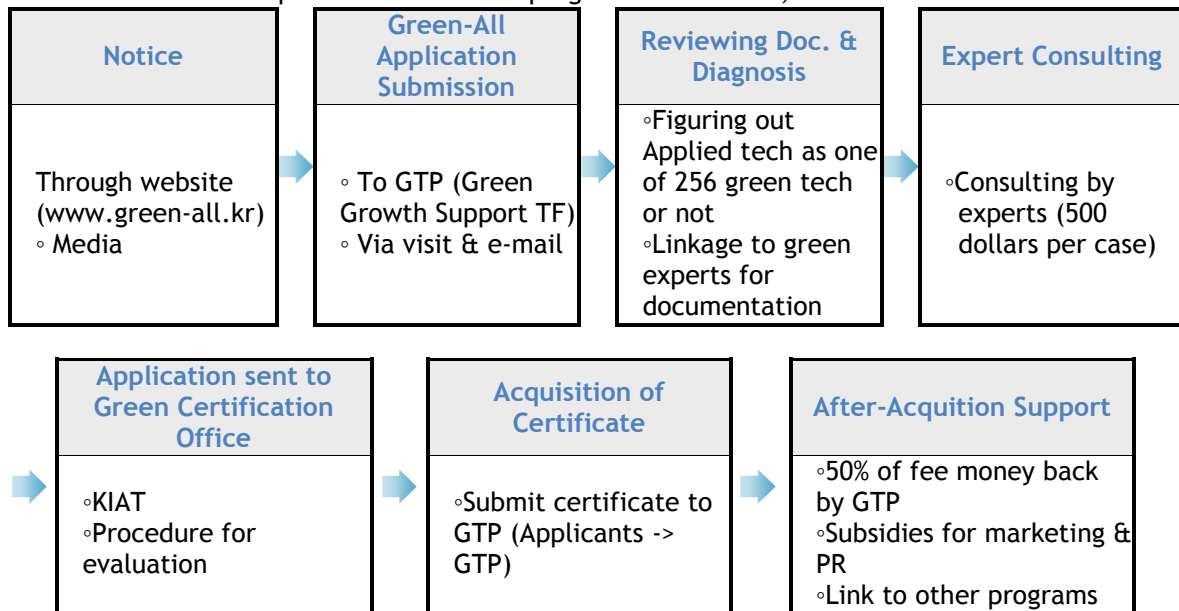 Notice
Through website
(www.green-all.kr)
◦ Media
Green-All
Application
Submission
◦ To GTP (Green
Growth Support TF)
◦ Via visit & e-mail
Reviewing Doc. &
Diagnosis
◦Figuring out
Applied tech as one
of 256 green tech
or not
◦Linkage to green
experts for
documentation
Expert Consulting
◦Consulting by
experts (500
dollars per case)
Application sent to
Green Certification
Office
◦KIAT
◦Procedure for
evaluation
Acquisition of
Certificate
◦Submit certificate to
GTP (Applicants ->
GTP)
After-Acquition Support
◦50% of fee money back
by GTP
◦Subsidies for marketing &
PR
◦Link to other programs